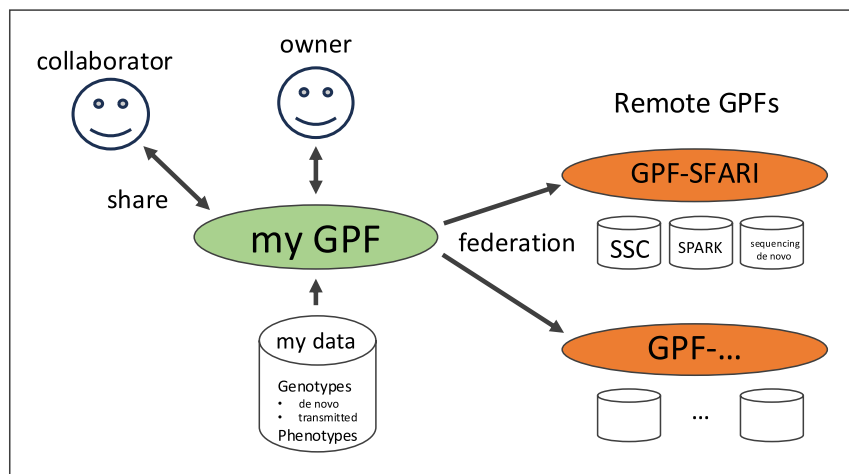 collaborator
owner
share
my GPF
federation
my data
Genotypes
• de novo
• transmitted
Phenotypes
Remote GPFs
GPF-SFARI
SSC
SPARK
sequencing
de novo
GPF-...
...